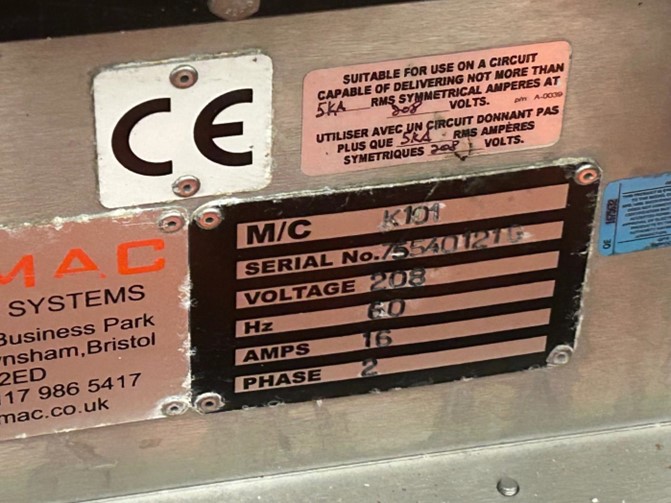 CE
SUITABLE FOR USE ON A CIRCUIT
CAPABLE OF DELIVERING NOT MORE THAN
5KA RMS SYMMETRICAL AMPERES AT
208 VOLTS. p/n A-0039
UTILISER AVEC UN CIRCUIT DONNANT PAS
PLUS QUE 5KA RMS AMPÈRES
SYMETRIQUES 208 VOLTS.
MAC
SYSTEMS
Business Park
nsham, Bristol
2ED
17 986 5417
mac.co.uk
M/C K101
SERIAL No.
VOLTAGE 208
Hz 60
AMPS 16
PHASE 2